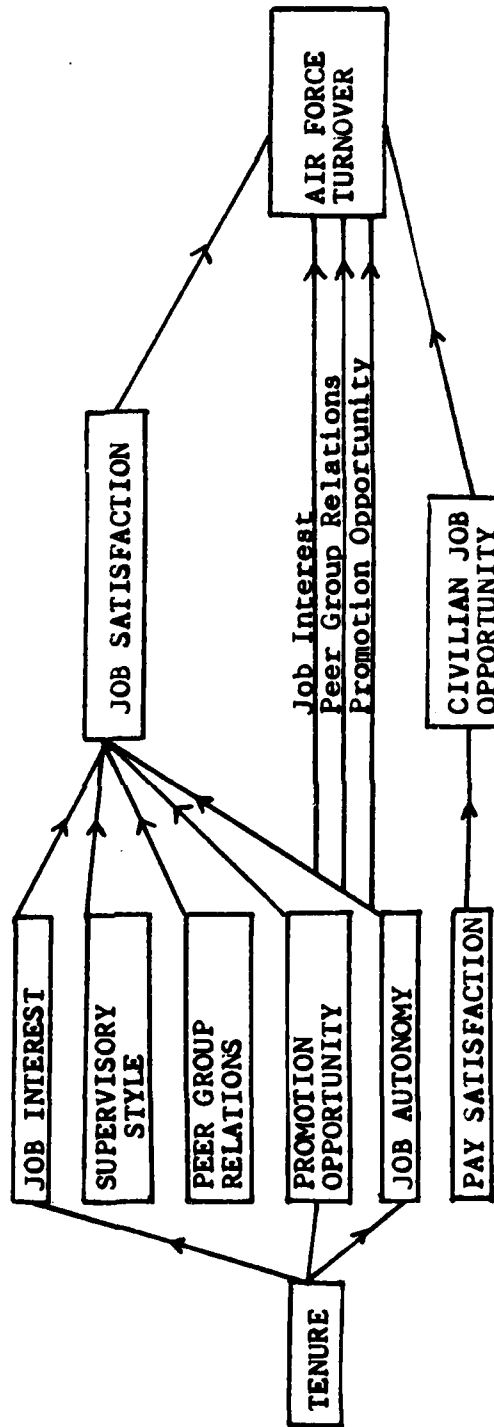 TENURE
JOB INTEREST
SUPERVISORY
STYLE
PEER GROUP
RELATIONS
PROMOTION
OPPORTUNITY
JOB AUTONOMY
PAY SATISFACTION
JOB SATISFACTION
Job Interest
Peer Group Relations
Promotion Opportunity
CIVILIAN JOB
OPPORTUNITY
AIR FORCE
TURNOVER